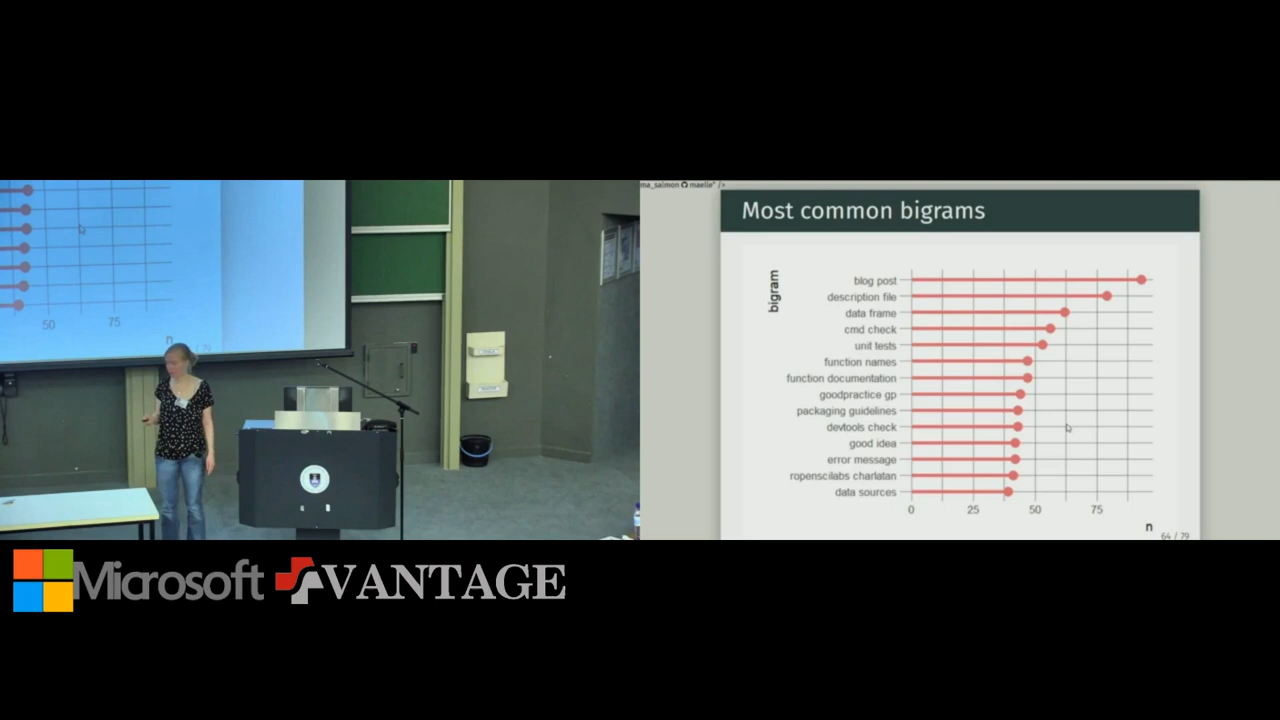 50
75
n
ma_salmon maelle" />
Most common bigrams
bigram
blog post
description file
data frame
cmd check
unit tests
function names
function documentation
goodpractice gp
packaging guidelines
devtools check
good idea
error message
ropenscilabs charlatan
data sources
0
25
50
75
n
64 / 79
Microsoft
VANTAGE